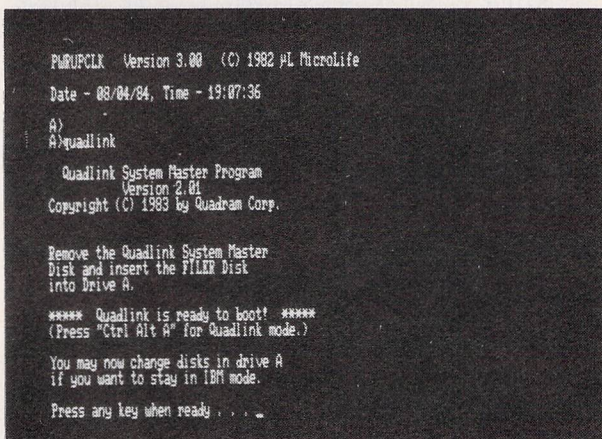 PWRUPCLK Version 3.00 (C) 1982 µL MicroLife
Date - 08/04/84, Time - 19:07:36
A>
A>quadlink
Quadlink System Master Program
Version 2.01
Copyright (C) 1983 by Quadram Corp.
Remove the Quadlink System Master
Disk and insert the FILER Disk
into Drive A.
***** Quadlink is ready to boot! *****
(Press "Ctrl Alt A" for Quadlink mode.)
You may now change disks in drive A
if you want to stay in IBM mode.
Press any key when ready . . . _